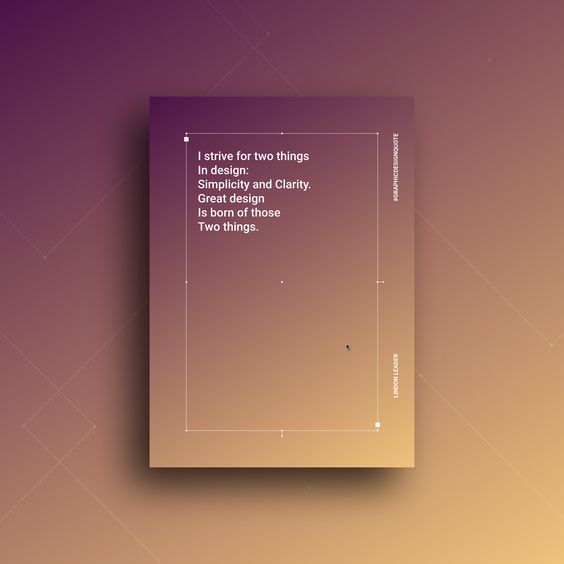 I strive for two things
In design:
Simplicity and Clarity.
Great design
Is born of those
Two things.
#GRAPHICDESIGNQUOTE
LINDON LEADER